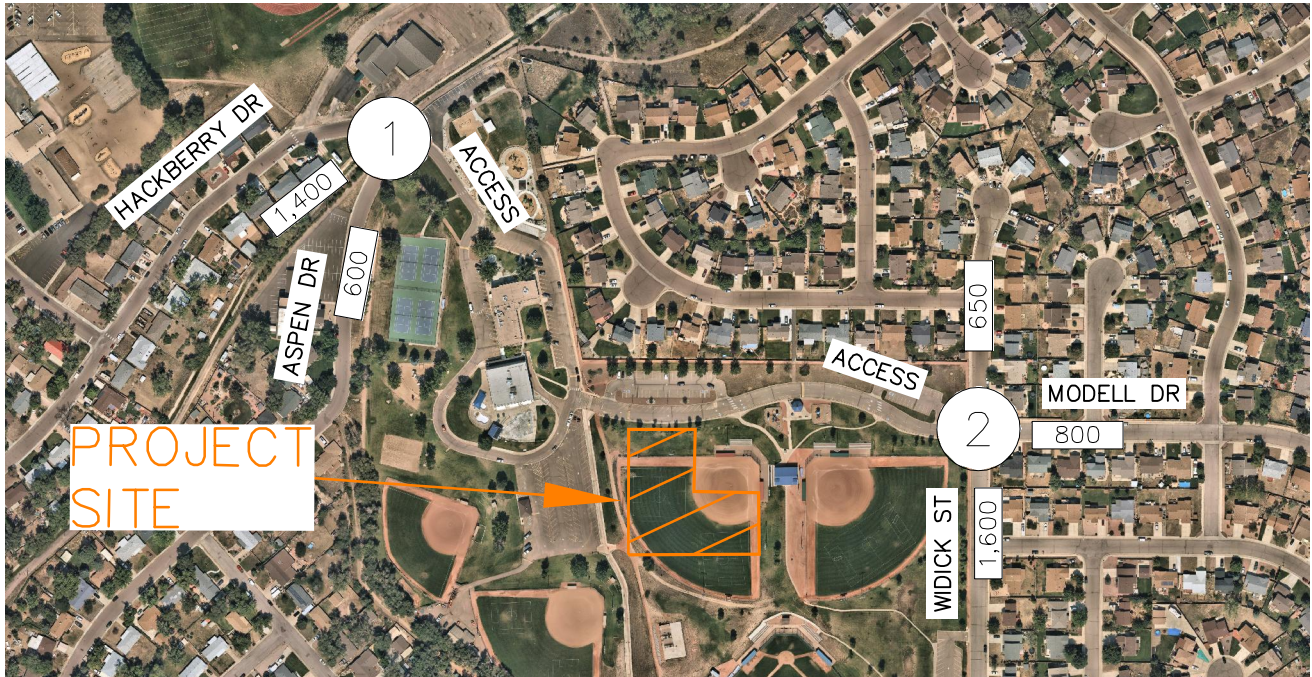 HACKBERRY DR
1
ACCESS
1,400
600
ASPEN DR
650
ACCESS
MODELL DR
2
800
PROJECT
SITE
WIDICK ST
1,600